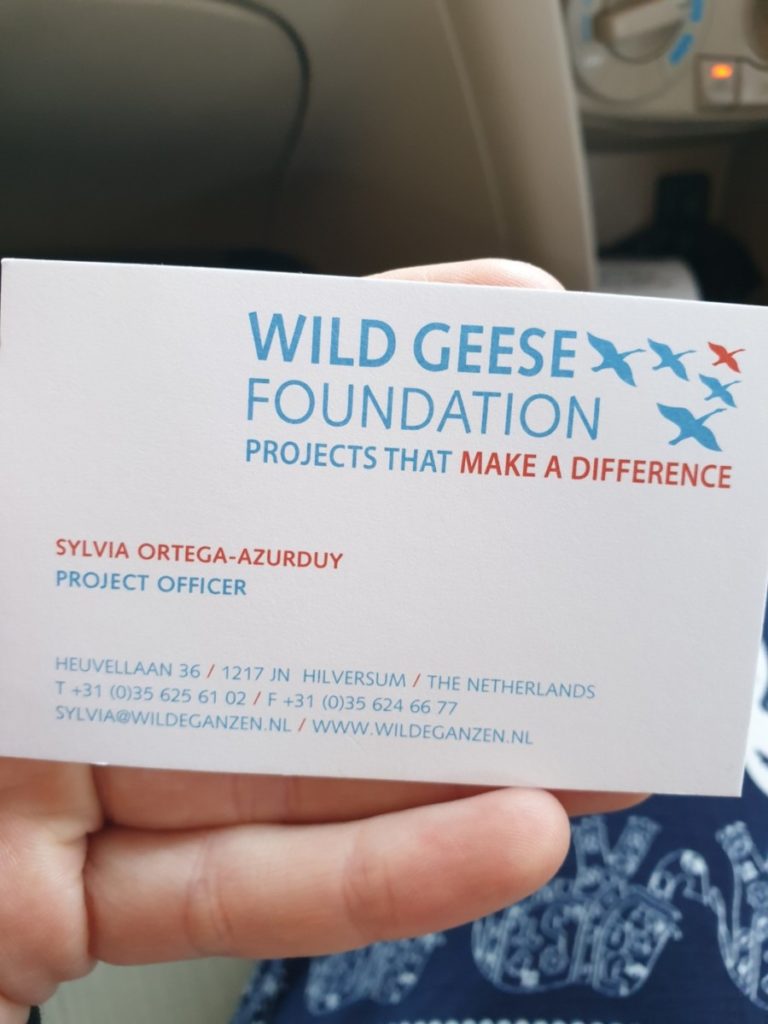 WILD GEESE
FOUNDATION
PROJECTS THAT MAKE A DIFFERENCE
SYLVIA ORTEGA-AZURDUY
PROJECT OFFICER
HEUVELLAAN 36 / 1217 JN HILVERSUM / THE NETHERLANDS
T +31 (0)35 625 61 02 / F +31 (0)35 624 66 77
SYLVIA@WILDEGANZEN.NL / WWW.WILDEGANZEN.NL